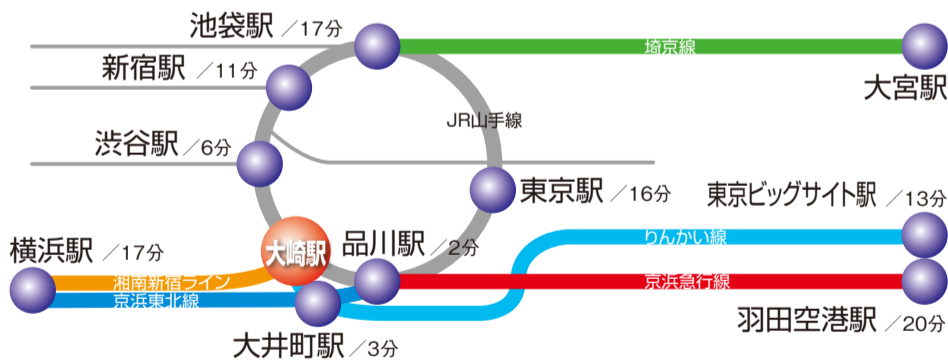 池袋駅 /17分
埼京線
新宿駅 /11分
大宮駅
JR山手線
渋谷駅 /6分
東京駅 /16分
東京ビッグサイト駅 /13分
大崎駅
品川駅 /2分
りんかい線
横浜駅 /17分
湘南新宿ライン
京浜急行線
京浜東北線
羽田空港駅 /20分
大井町駅 /3分